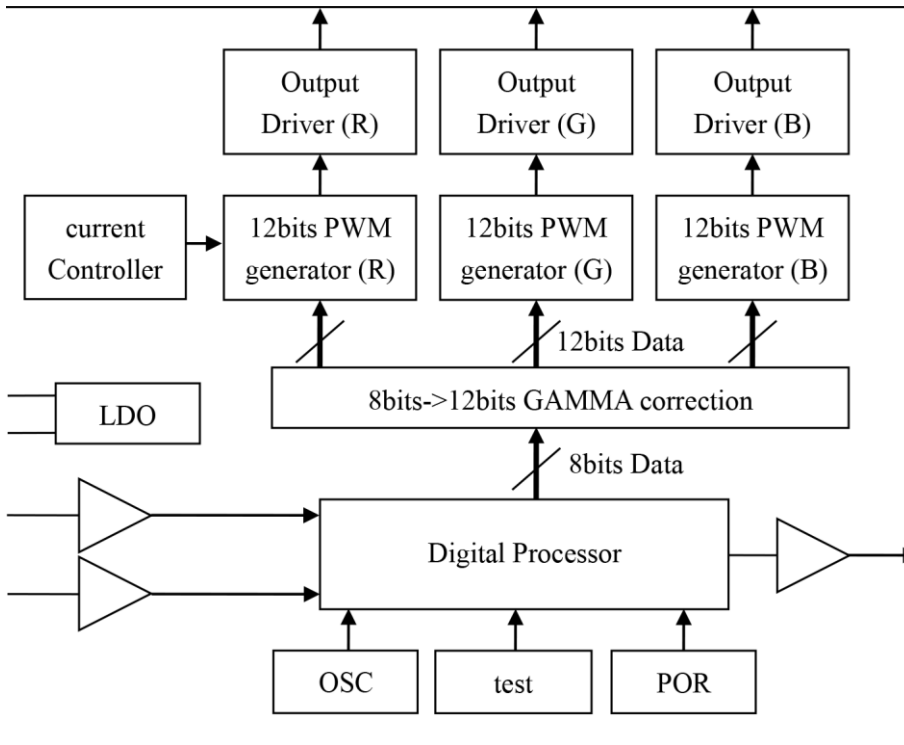 Output
Driver (R)
Output
Driver (G)
Output
Driver (B)
current
Controller
12bits PWM
generator (R)
12bits PWM
generator (G)
12bits PWM
generator (B)
12bits Data
8bits->12bits GAMMA correction
LDO
8bits Data
Digital Processor
OSC
test
POR